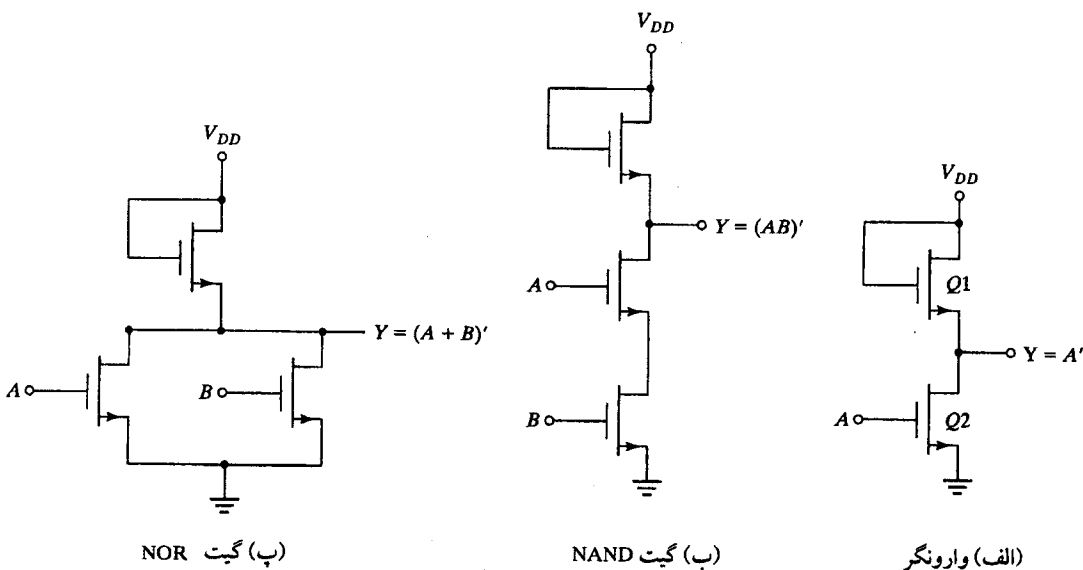 V_DD
Y = (A + B)′
A
B
(پ) گیت NOR
V_DD
Y = (AB)′
A
B
(ب) گیت NAND
V_DD
Q1
Y = A′
A
Q2
(الف) وارونگر